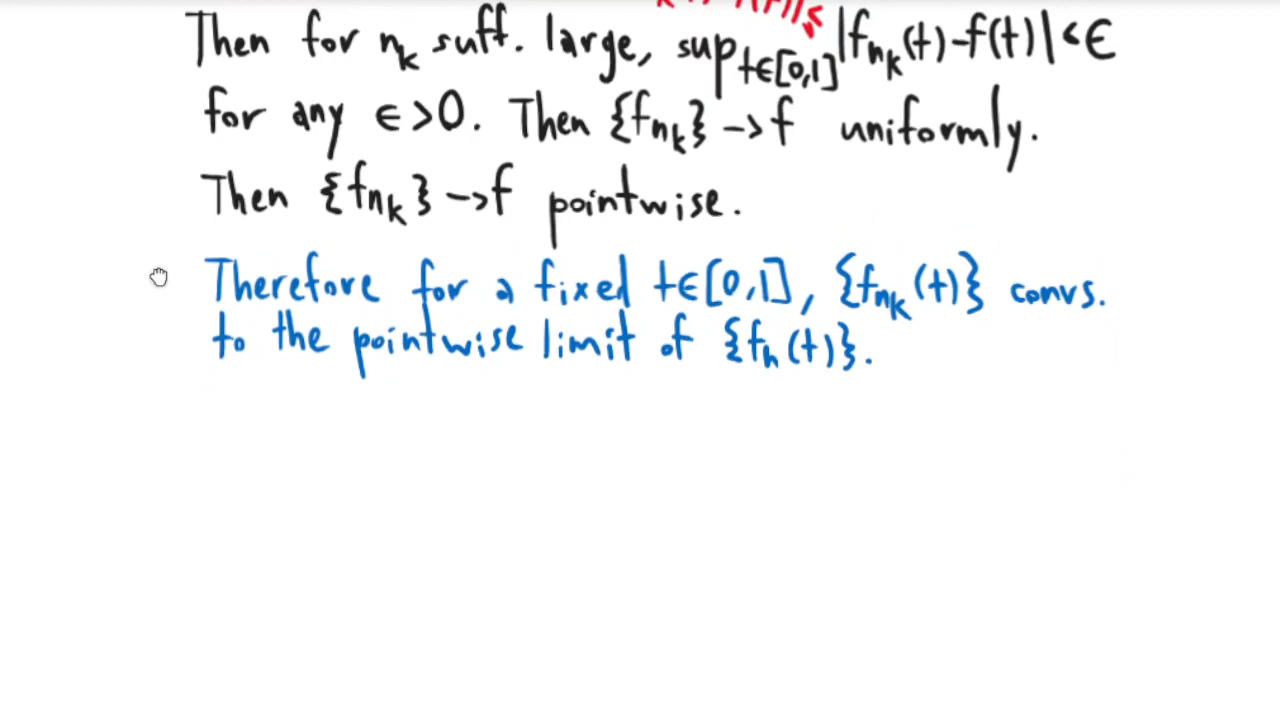 Then for n_k suff. large, sup_{t∈[0,1]} |f_{n_k}(t)-f(t)|<ϵ
for any ϵ>0. Then {f_{n_k}} → f uniformly.
Then {f_{n_k}} → f pointwise.
Therefore for a fixed t∈[0,1], {f_{n_k}(t)} convs.
to the pointwise limit of {f_n(t)}.